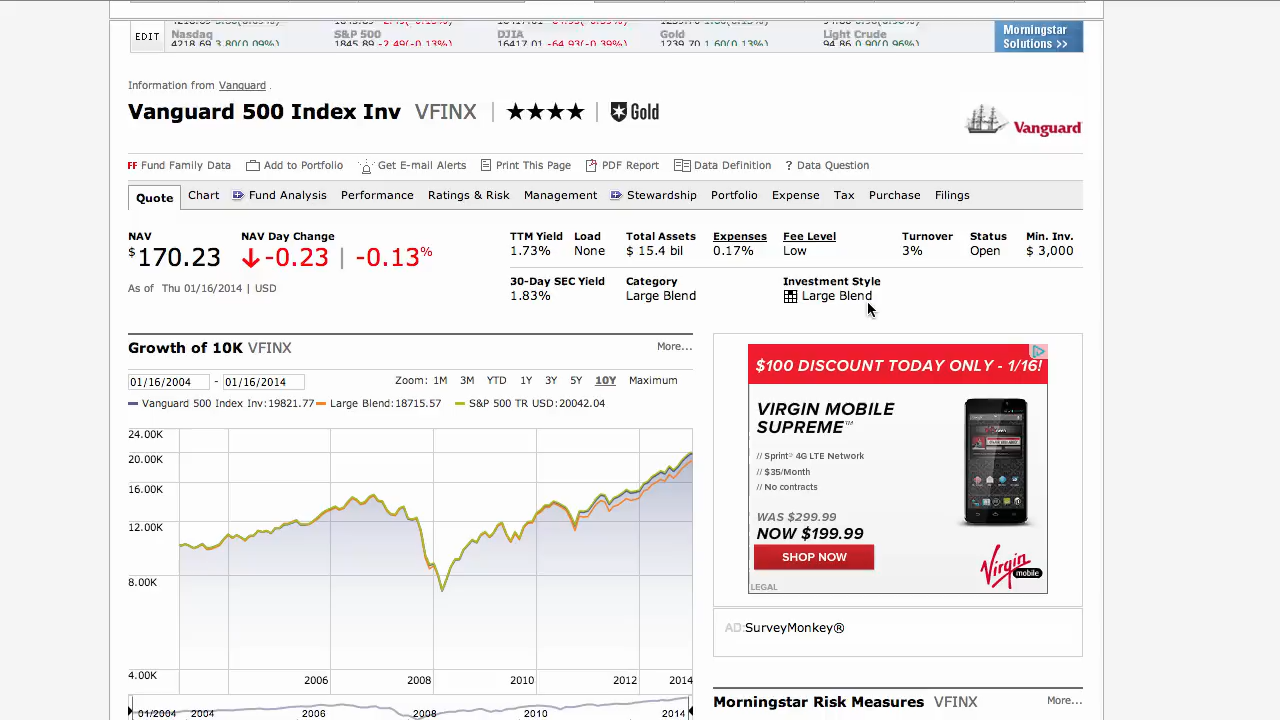 EDIT
Nasdaq S&P 500 DJIA Gold Light Crude
4218.69 3.80(0.09%) 1845.89 -2.49(-0.13%) 16417.01 -64.93(-0.39%) 1239.70 1.60(0.13%) 94.86 0.90(0.96%)
Morningstar
Solutions >>
Information from Vanguard .
Vanguard 500 Index Inv VFINX | ★★★★ | Gold
Vanguard
FF Fund Family Data Add to Portfolio Get E-mail Alerts Print This Page PDF Report Data Definition ? Data Question
Quote Chart Fund Analysis Performance Ratings & Risk Management Stewardship Portfolio Expense Tax Purchase Filings
NAV NAV Day Change
$170.23 -0.23 | -0.13%
As of Thu 01/16/2014 | USD
TTM Yield Load Total Assets Expenses Fee Level Turnover Status Min. Inv.
1.73% None $ 15.4 bil 0.17% Low 3% Open $ 3,000
30-Day SEC Yield Category Investment Style
1.83% Large Blend Large Blend
Growth of 10K VFINX More...
01/16/2004 - 01/16/2014 Zoom: 1M 3M YTD 1Y 3Y 5Y 10Y Maximum
Vanguard 500 Index Inv:19821.77 Large Blend:18715.57 S&P 500 TR USD:20042.04
24.00K
20.00K
16.00K
12.00K
8.00K
4.00K
2006 2008 2010 2012 2014
01/2004 2004 2006 2008 2010 2014
$100 DISCOUNT TODAY ONLY - 1/16!
VIRGIN MOBILE
SUPREME™
// Sprint® 4G LTE Network
// $35/Month
// No contracts
WAS $299.99
NOW $199.99
SHOP NOW
LEGAL
Virgin
mobile
AD:SurveyMonkey®
Morningstar Risk Measures VFINX More...